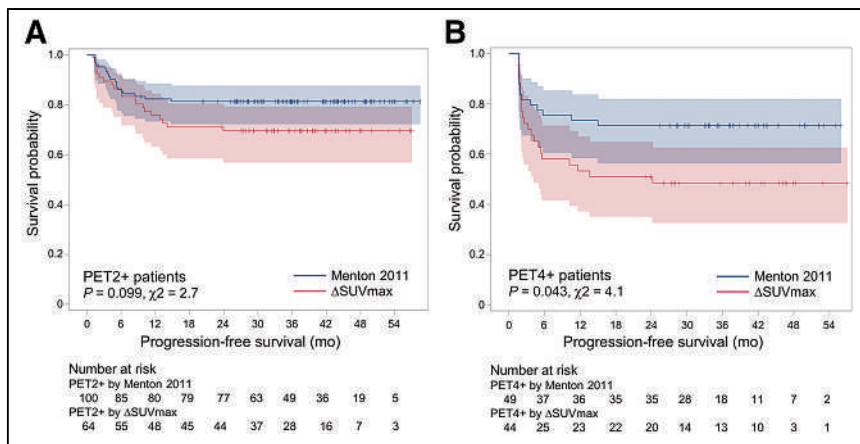 A
1.0
0.8
0.6
0.4
0.2
0
Survival probability
PET2+ patients
P = 0.099, χ2 = 2.7
Menton 2011
ΔSUVmax
0 6 12 18 24 30 36 42 48 54
Progression-free survival (mo)
Number at risk
PET2+ by Menton 2011
100 85 80 79 77 63 49 36 19 5
PET2+ by ΔSUVmax
64 55 48 45 44 37 28 16 7 3
B
1.0
0.8
0.6
0.4
0.2
0
Survival probability
PET4+ patients
P = 0.043, χ2 = 4.1
Menton 2011
ΔSUVmax
0 6 12 18 24 30 36 42 48 54
Progression-free survival (mo)
Number at risk
PET4+ by Menton 2011
49 37 36 35 35 28 18 11 7 2
PET4+ by ΔSUVmax
44 25 23 22 20 14 13 10 3 1